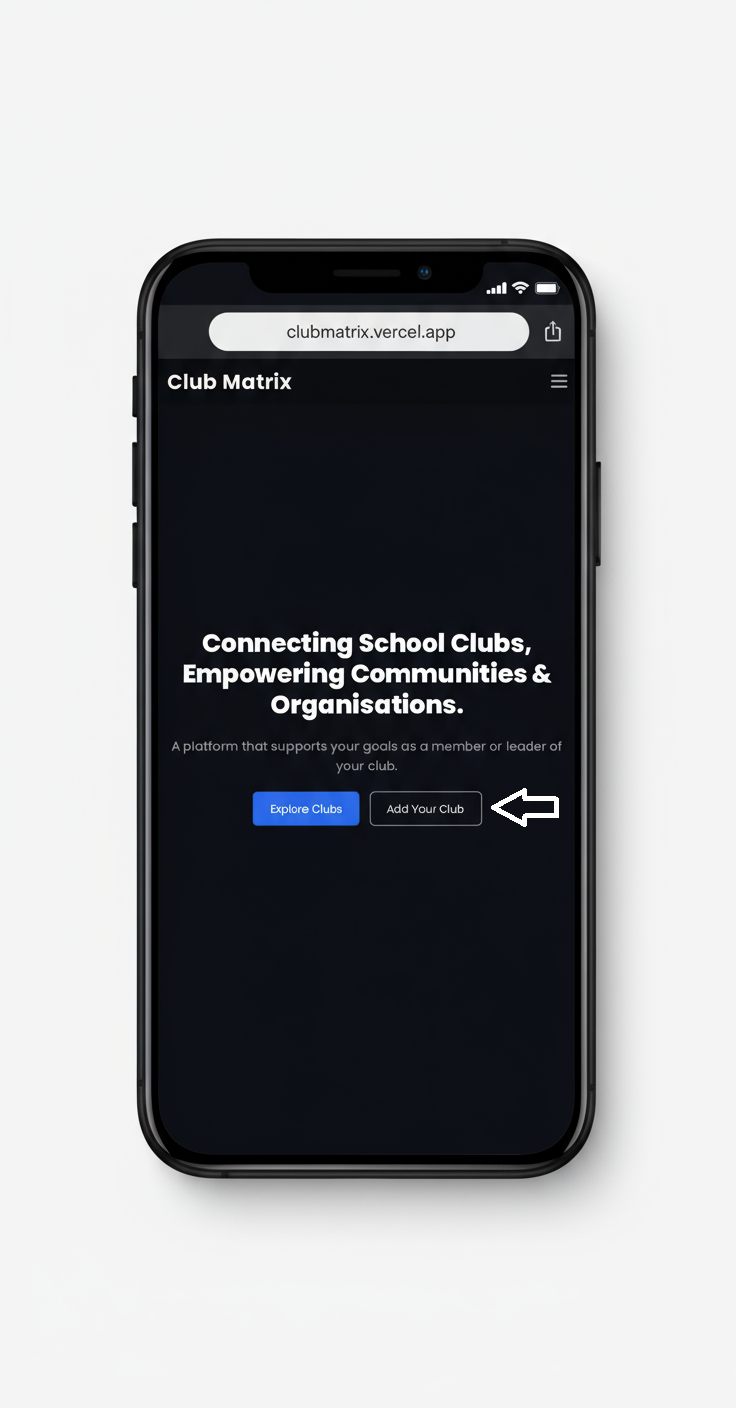 clubmatrix.vercel.app
Club Matrix
Connecting School Clubs,
Empowering Communities &
Organisations.
A platform that supports your goals as a member or leader of
your club.
Explore Clubs
Add Your Club